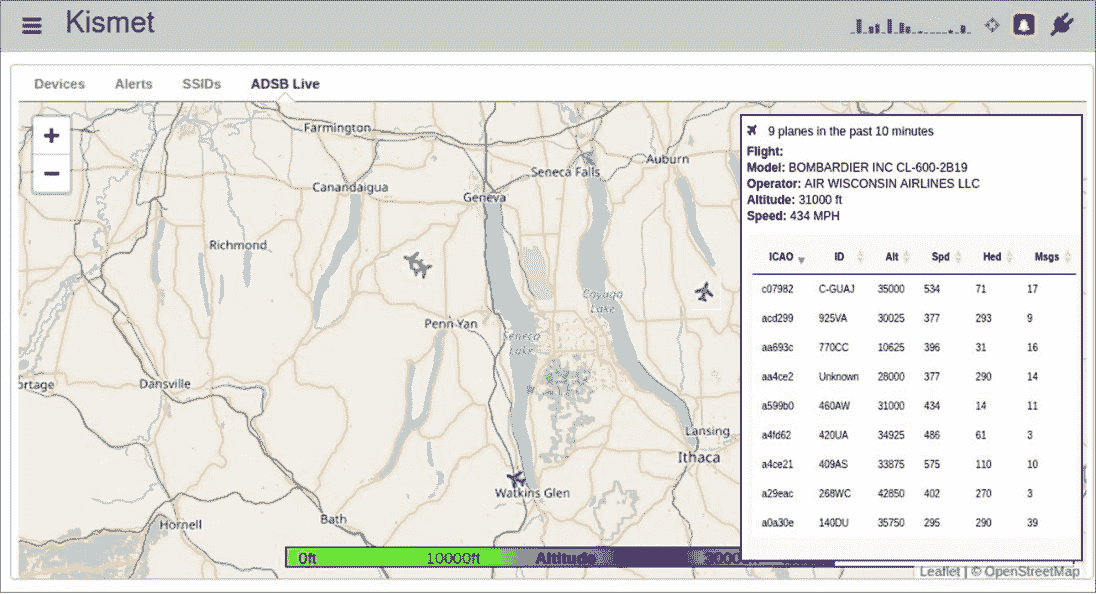 Kismet
Devices Alerts SSIDs ADSB Live
+
−
Farmington
Auburn
Seneca Falls
Canandaigua
Geneva
Richmond
Cayuga
Lake
Penn Yan
Seneca
Lake
Dansville
ortage
Lansing
Ithaca
Watkins Glen
Bath
Hornell
0ft 10000ft Altitude
9 planes in the past 10 minutes
Flight:
Model: BOMBARDIER INC CL-600-2B19
Operator: AIR WISCONSIN AIRLINES LLC
Altitude: 31000 ft
Speed: 434 MPH
ICAO ID Alt Spd Hed Msgs
c07982 C-GUAJ 35000 534 71 17
acd299 925VA 30025 377 293 9
aa693c 770CC 10625 396 31 16
aa4ce2 Unknown 28000 377 290 14
a599b0 460AW 31000 434 14 11
a4fd62 420UA 34925 486 61 3
a4ce21 409AS 33875 575 110 10
a29eac 268WC 42850 402 270 3
a0a30e 140DU 35750 295 290 39
Leaflet | © OpenStreetMap